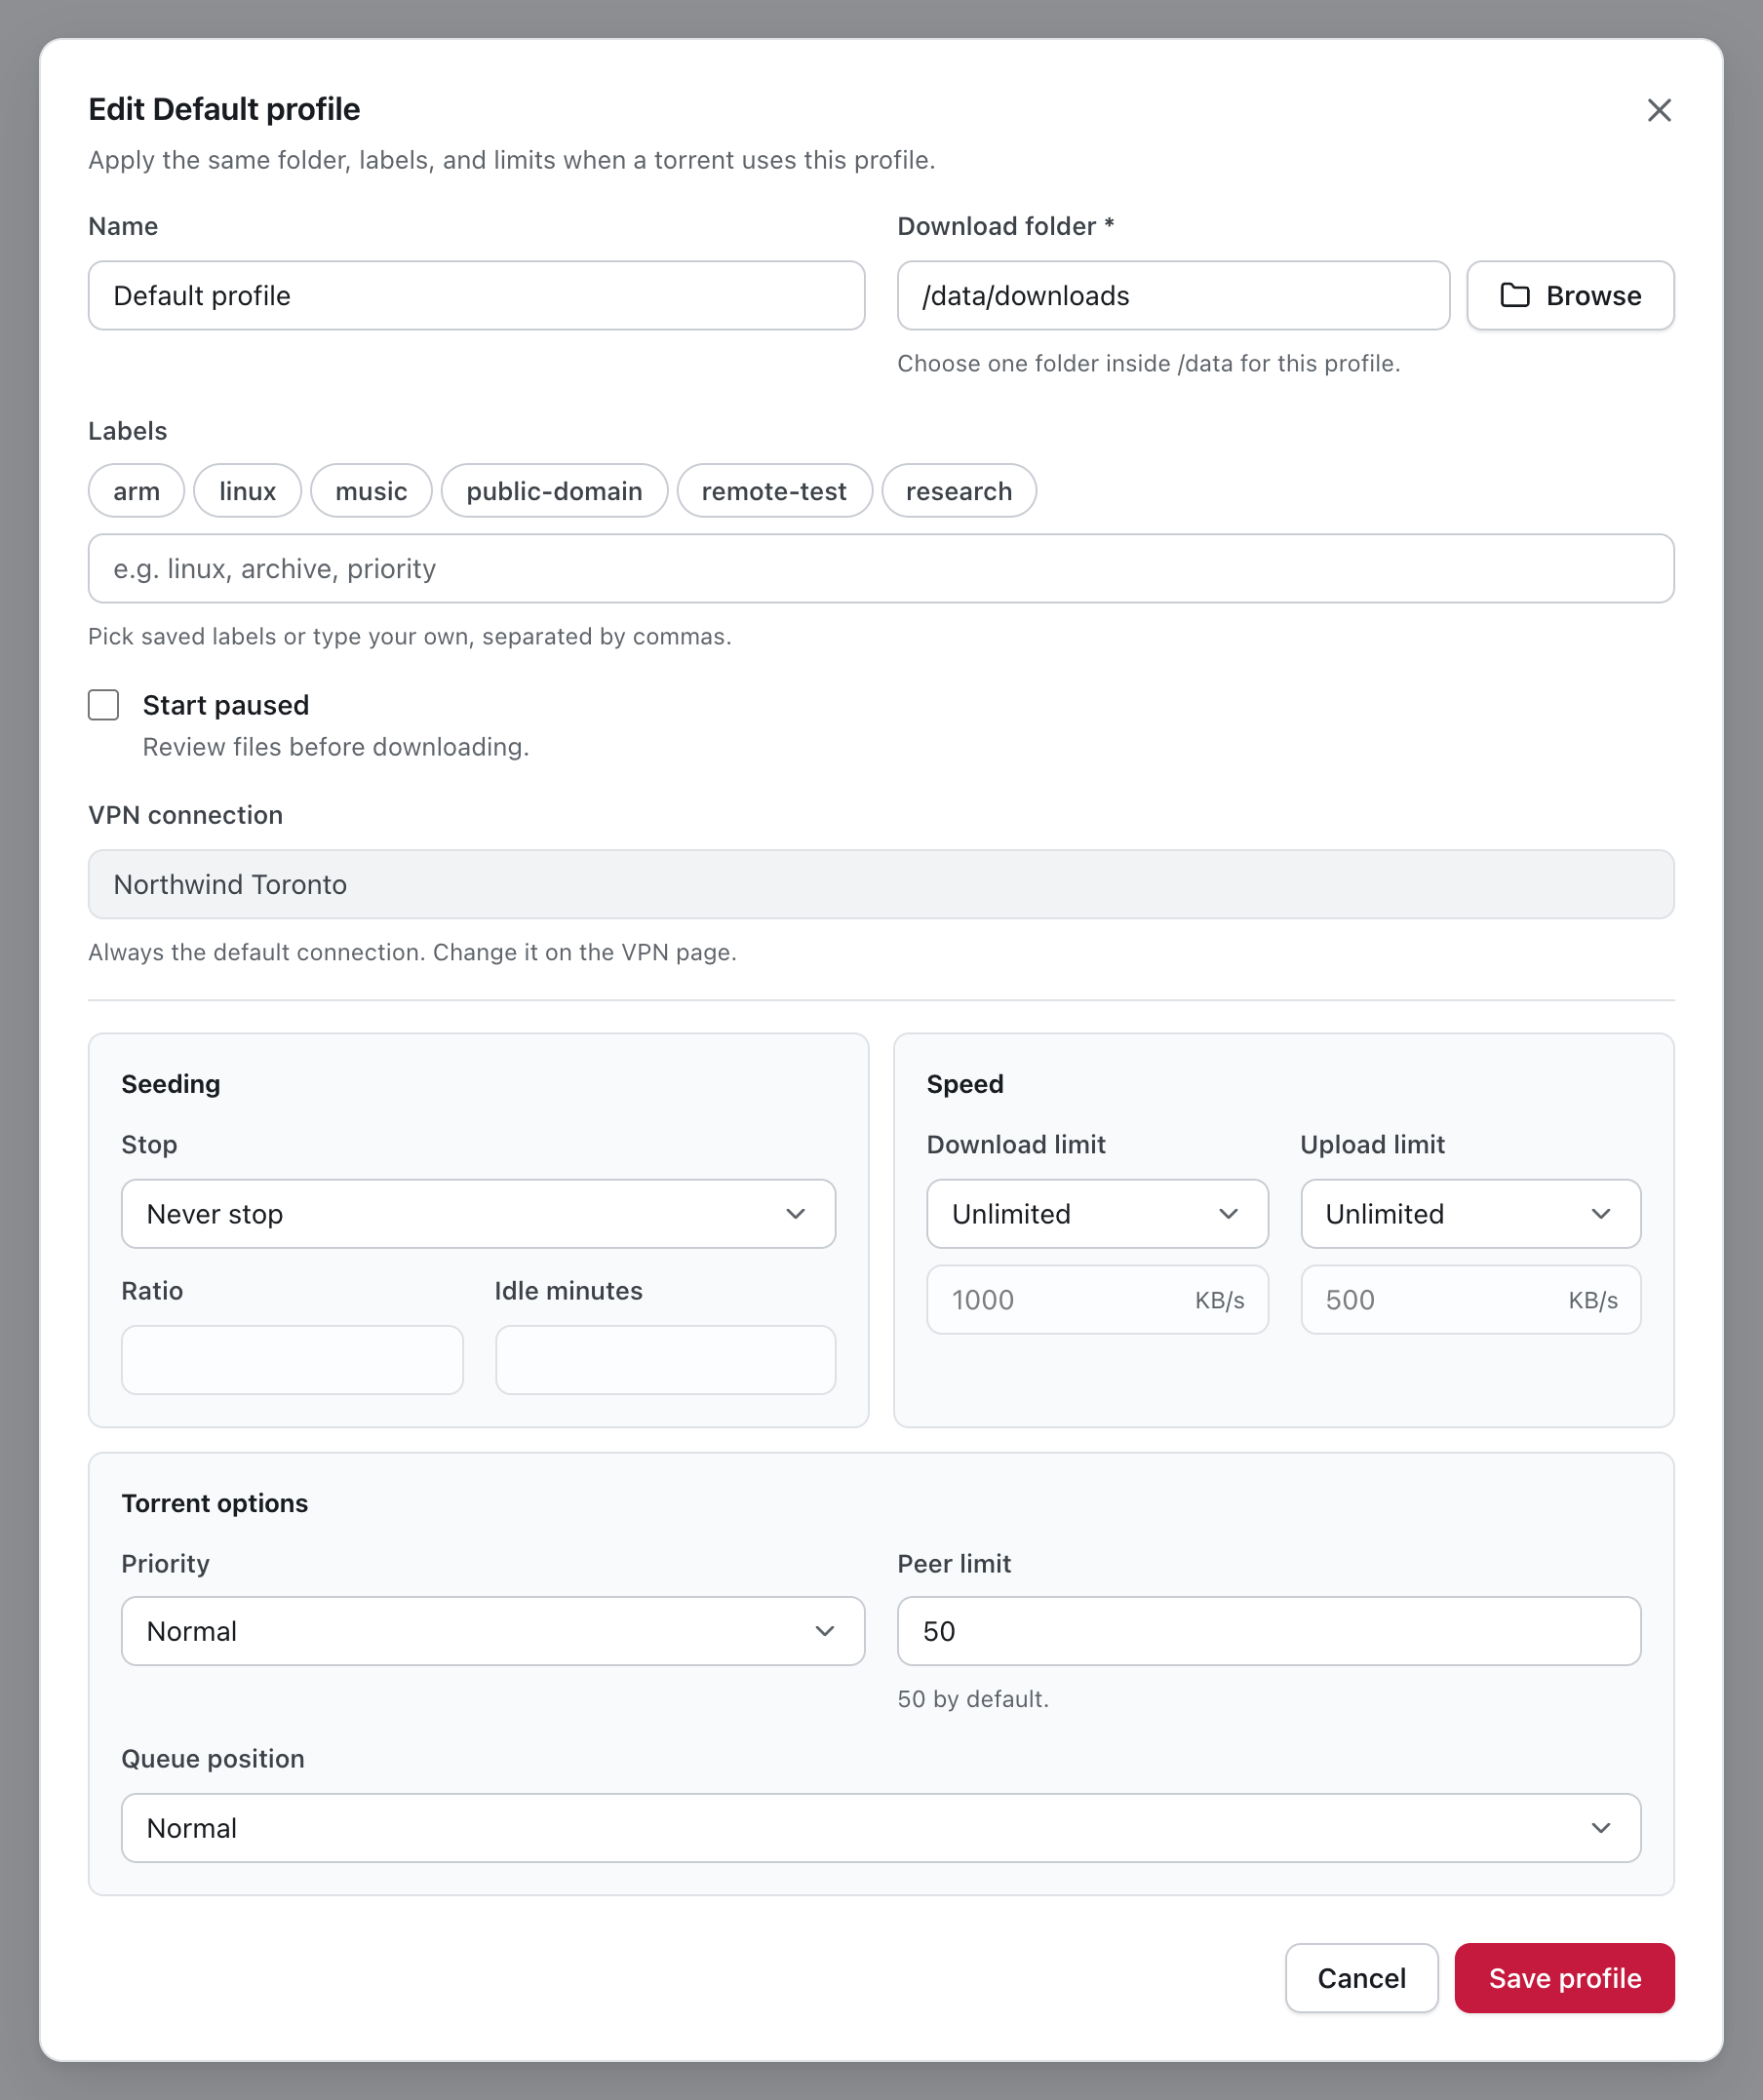 Edit Default profile
Apply the same folder, labels, and limits when a torrent uses this profile.
Name
Download folder *
Default profile
/data/downloads
Browse
Choose one folder inside /data for this profile.
Labels
arm linux music public-domain remote-test research
e.g. linux, archive, priority
Pick saved labels or type your own, separated by commas.
Start paused
Review files before downloading.
VPN connection
Northwind Toronto
Always the default connection. Change it on the VPN page.
Seeding
Stop
Never stop
Ratio
Idle minutes
Speed
Download limit
Upload limit
Unlimited
Unlimited
1000 KB/s
500 KB/s
Torrent options
Priority
Peer limit
Normal
50
50 by default.
Queue position
Normal
Cancel
Save profile